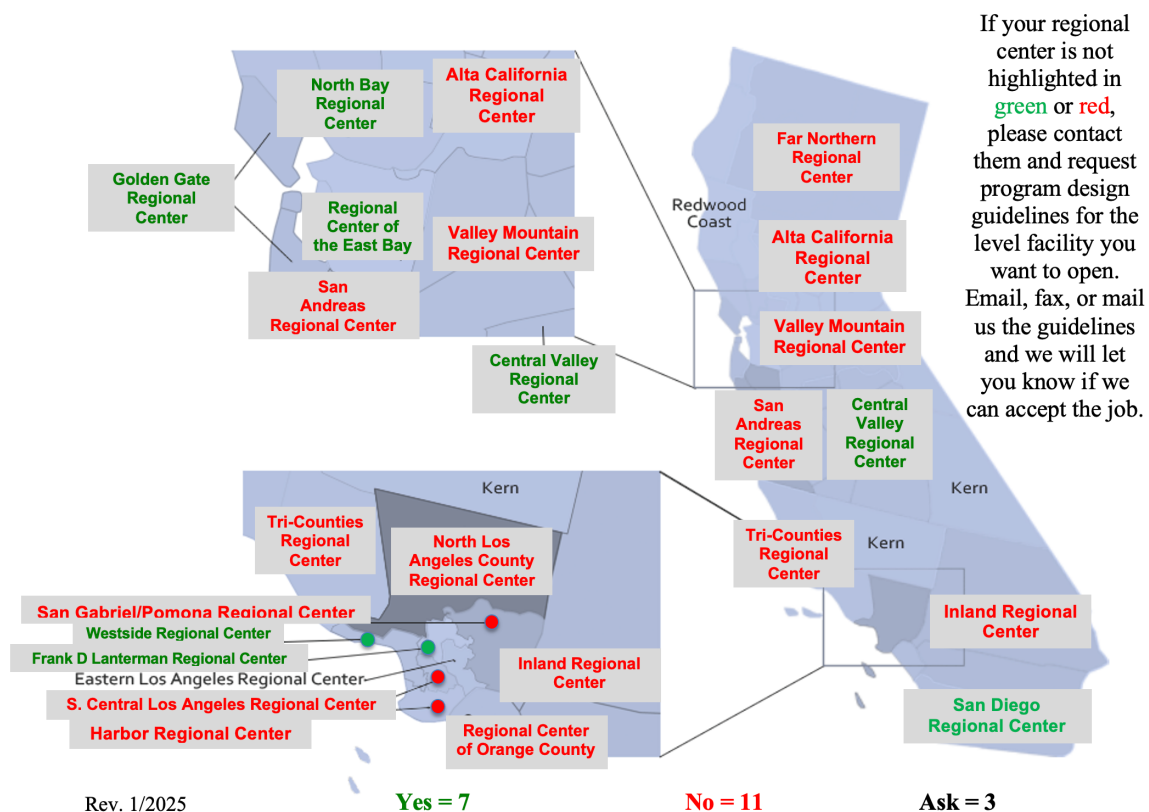 If your regional
center is not
highlighted in
green or red,
please contact
them and request
program design
guidelines for the
level facility you
want to open.
Email, fax, or mail
us the guidelines
and we will let
you know if we
can accept the job.
North Bay
Regional
Center
Alta California
Regional
Center
Golden Gate
Regional
Center
Regional
Center of
the East Bay
Valley Mountain
Regional Center
San
Andreas
Regional Center
Central Valley
Regional
Center
Far Northern
Regional
Center
Redwood
Coast
Alta California
Regional
Center
Valley Mountain
Regional Center
San
Andreas
Regional
Center
Central
Valley
Regional
Center
Kern
Kern
Tri-Counties
Regional
Center
Inland Regional
Center
San Diego
Regional Center
Kern
Tri-Counties
Regional
Center
North Los
Angeles County
Regional Center
San Gabriel/Pomona Regional Center
Westside Regional Center
Frank D Lanterman Regional Center
Eastern Los Angeles Regional Center
S. Central Los Angeles Regional Center
Harbor Regional Center
Inland Regional
Center
Regional Center
of Orange County
Rev. 1/2025
Yes = 7
No = 11
Ask = 3